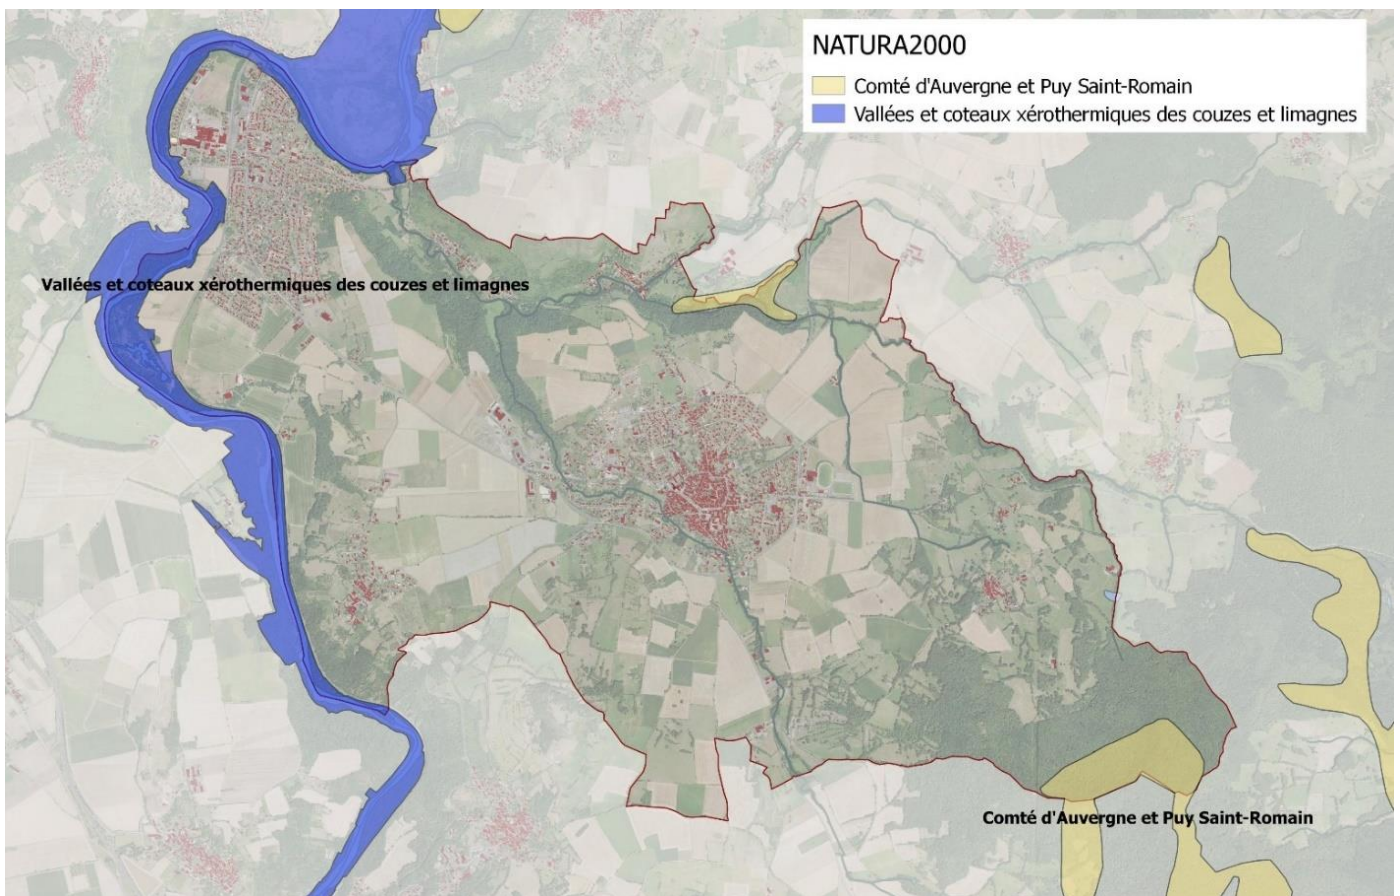 NATURA2000
Comté d'Auvergne et Puy Saint-Romain
Vallées et coteaux xérothermiques des couzes et limagnes
Vallées et coteaux xérothermiques des couzes et limagnes
Comté d'Auvergne et Puy Saint-Romain